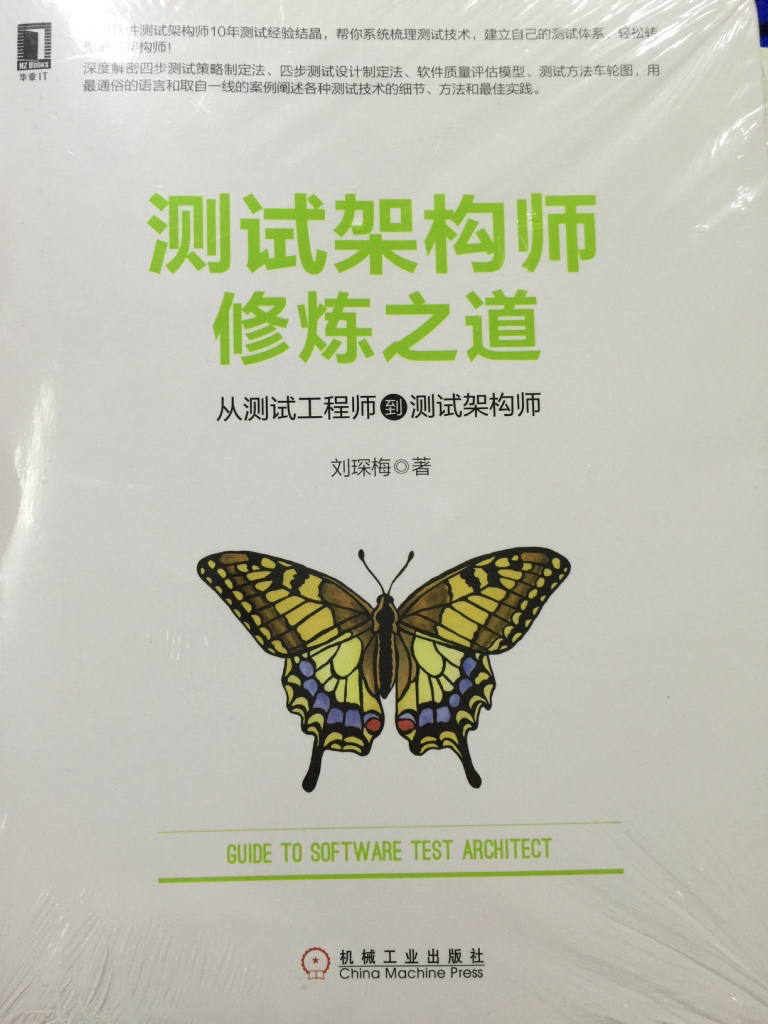 HZ BOOKS
华章IT
软件测试架构师10年测试经验结晶,帮你系统梳理测试技术,建立自己的测试体系,轻松转
架构师!
深度解密四步测试策略制定法、四步测试设计制定法、软件质量评估模型、测试方法车轮图,用
最通俗的语言和取自一线的案例阐述各种测试技术的细节、方法和最佳实践。
测试架构师
修炼之道
从测试工程师到测试架构师
刘琛梅◎著
GUIDE TO SOFTWARE TEST ARCHITECT
机械工业出版社
China Machine Press